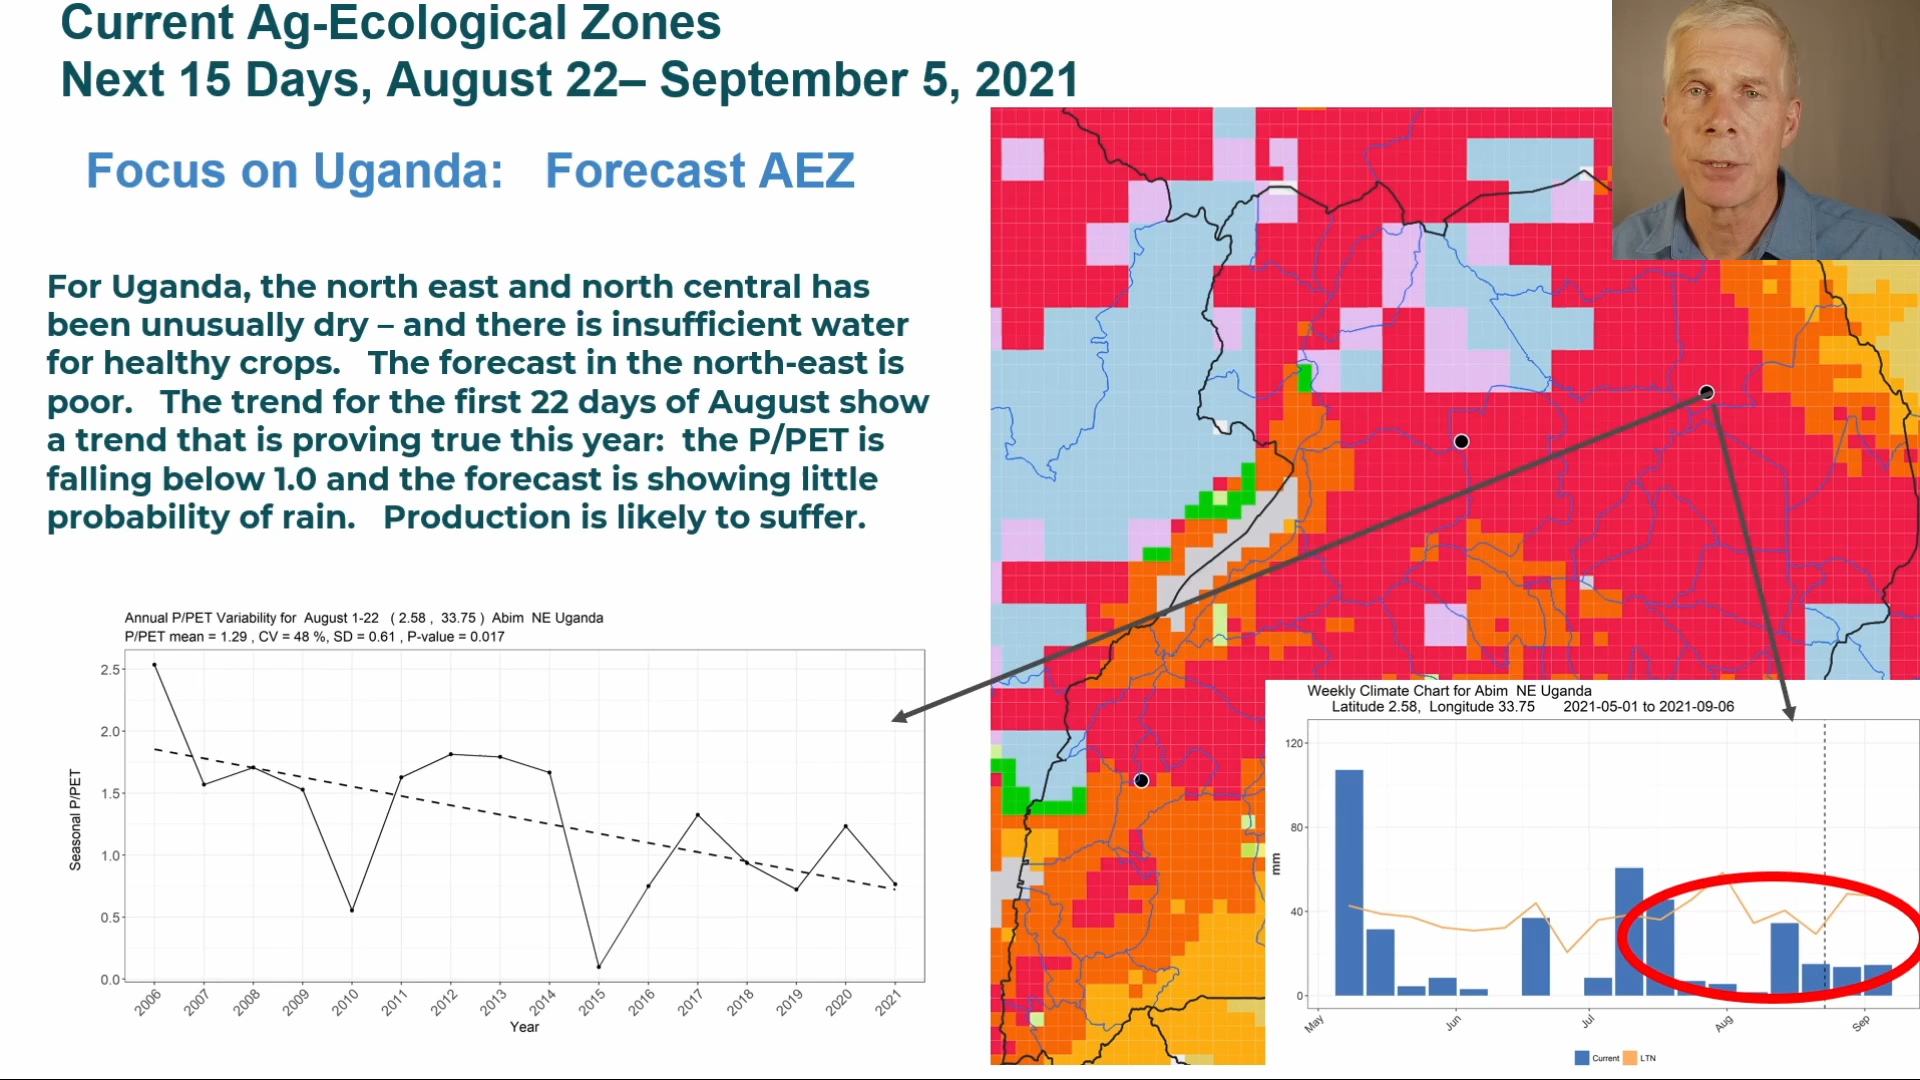 Current Ag-Ecological Zones
Next 15 Days, August 22– September 5, 2021
Focus on Uganda:   Forecast AEZ
For Uganda, the north east and north central has
been unusually dry – and there is insufficient water
for healthy crops.   The forecast in the north-east is
poor.   The trend for the first 22 days of August show
a trend that is proving true this year:  the P/PET is
falling below 1.0 and the forecast is showing little
probability of rain.   Production is likely to suffer.
Annual P/PET Variability for  August 1-22   ( 2.58 ,  33.75 )  Abim  NE Uganda
P/PET mean = 1.29 , CV = 48 %, SD = 0.61 , P-value = 0.017
2.5
2.0
1.5
1.0
0.5
0.0
Seasonal P/PET
2006 2007 2008 2009 2010 2011 2012 2013 2014 2015 2016 2017 2018 2019 2020 2021
Year
Weekly Climate Chart for Abim  NE Uganda
Latitude 2.58,  Longitude 33.75       2021-05-01 to 2021-09-06
120
80
40
0
mm
May Jun Jul Aug Sep
Current LTN